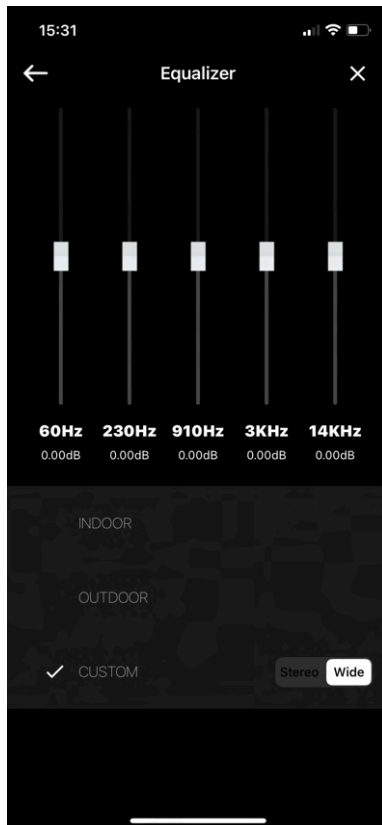 15:31
Equalizer
60Hz 230Hz 910Hz 3KHz 14KHz
0.00dB 0.00dB 0.00dB 0.00dB 0.00dB
INDOOR
OUTDOOR
CUSTOM Stereo Wide